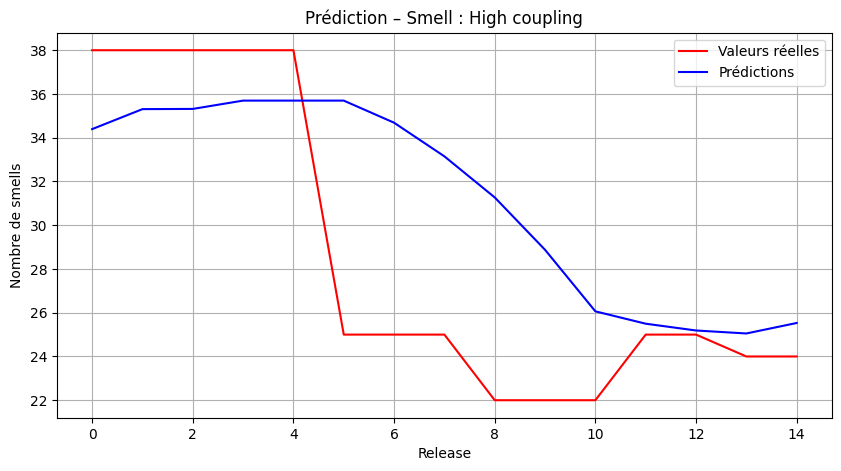 Prédiction – Smell : High coupling
Valeurs réelles
Prédictions
Nombre de smells
38
36
34
32
30
28
26
24
22
0 2 4 6 8 10 12 14
Release